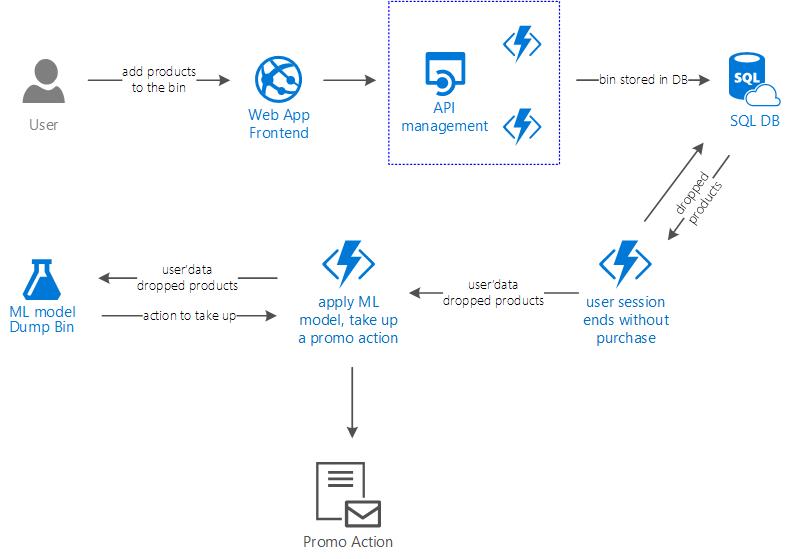 add products
to the bin
User
Web App
Frontend
API
management
bin stored in DB
SQL
SQL DB
dropped
products
user'data
dropped products
action to take up
ML model
Dump Bin
apply ML
model, take up
a promo action
user'data
dropped products
user session
ends without
purchase
Promo Action